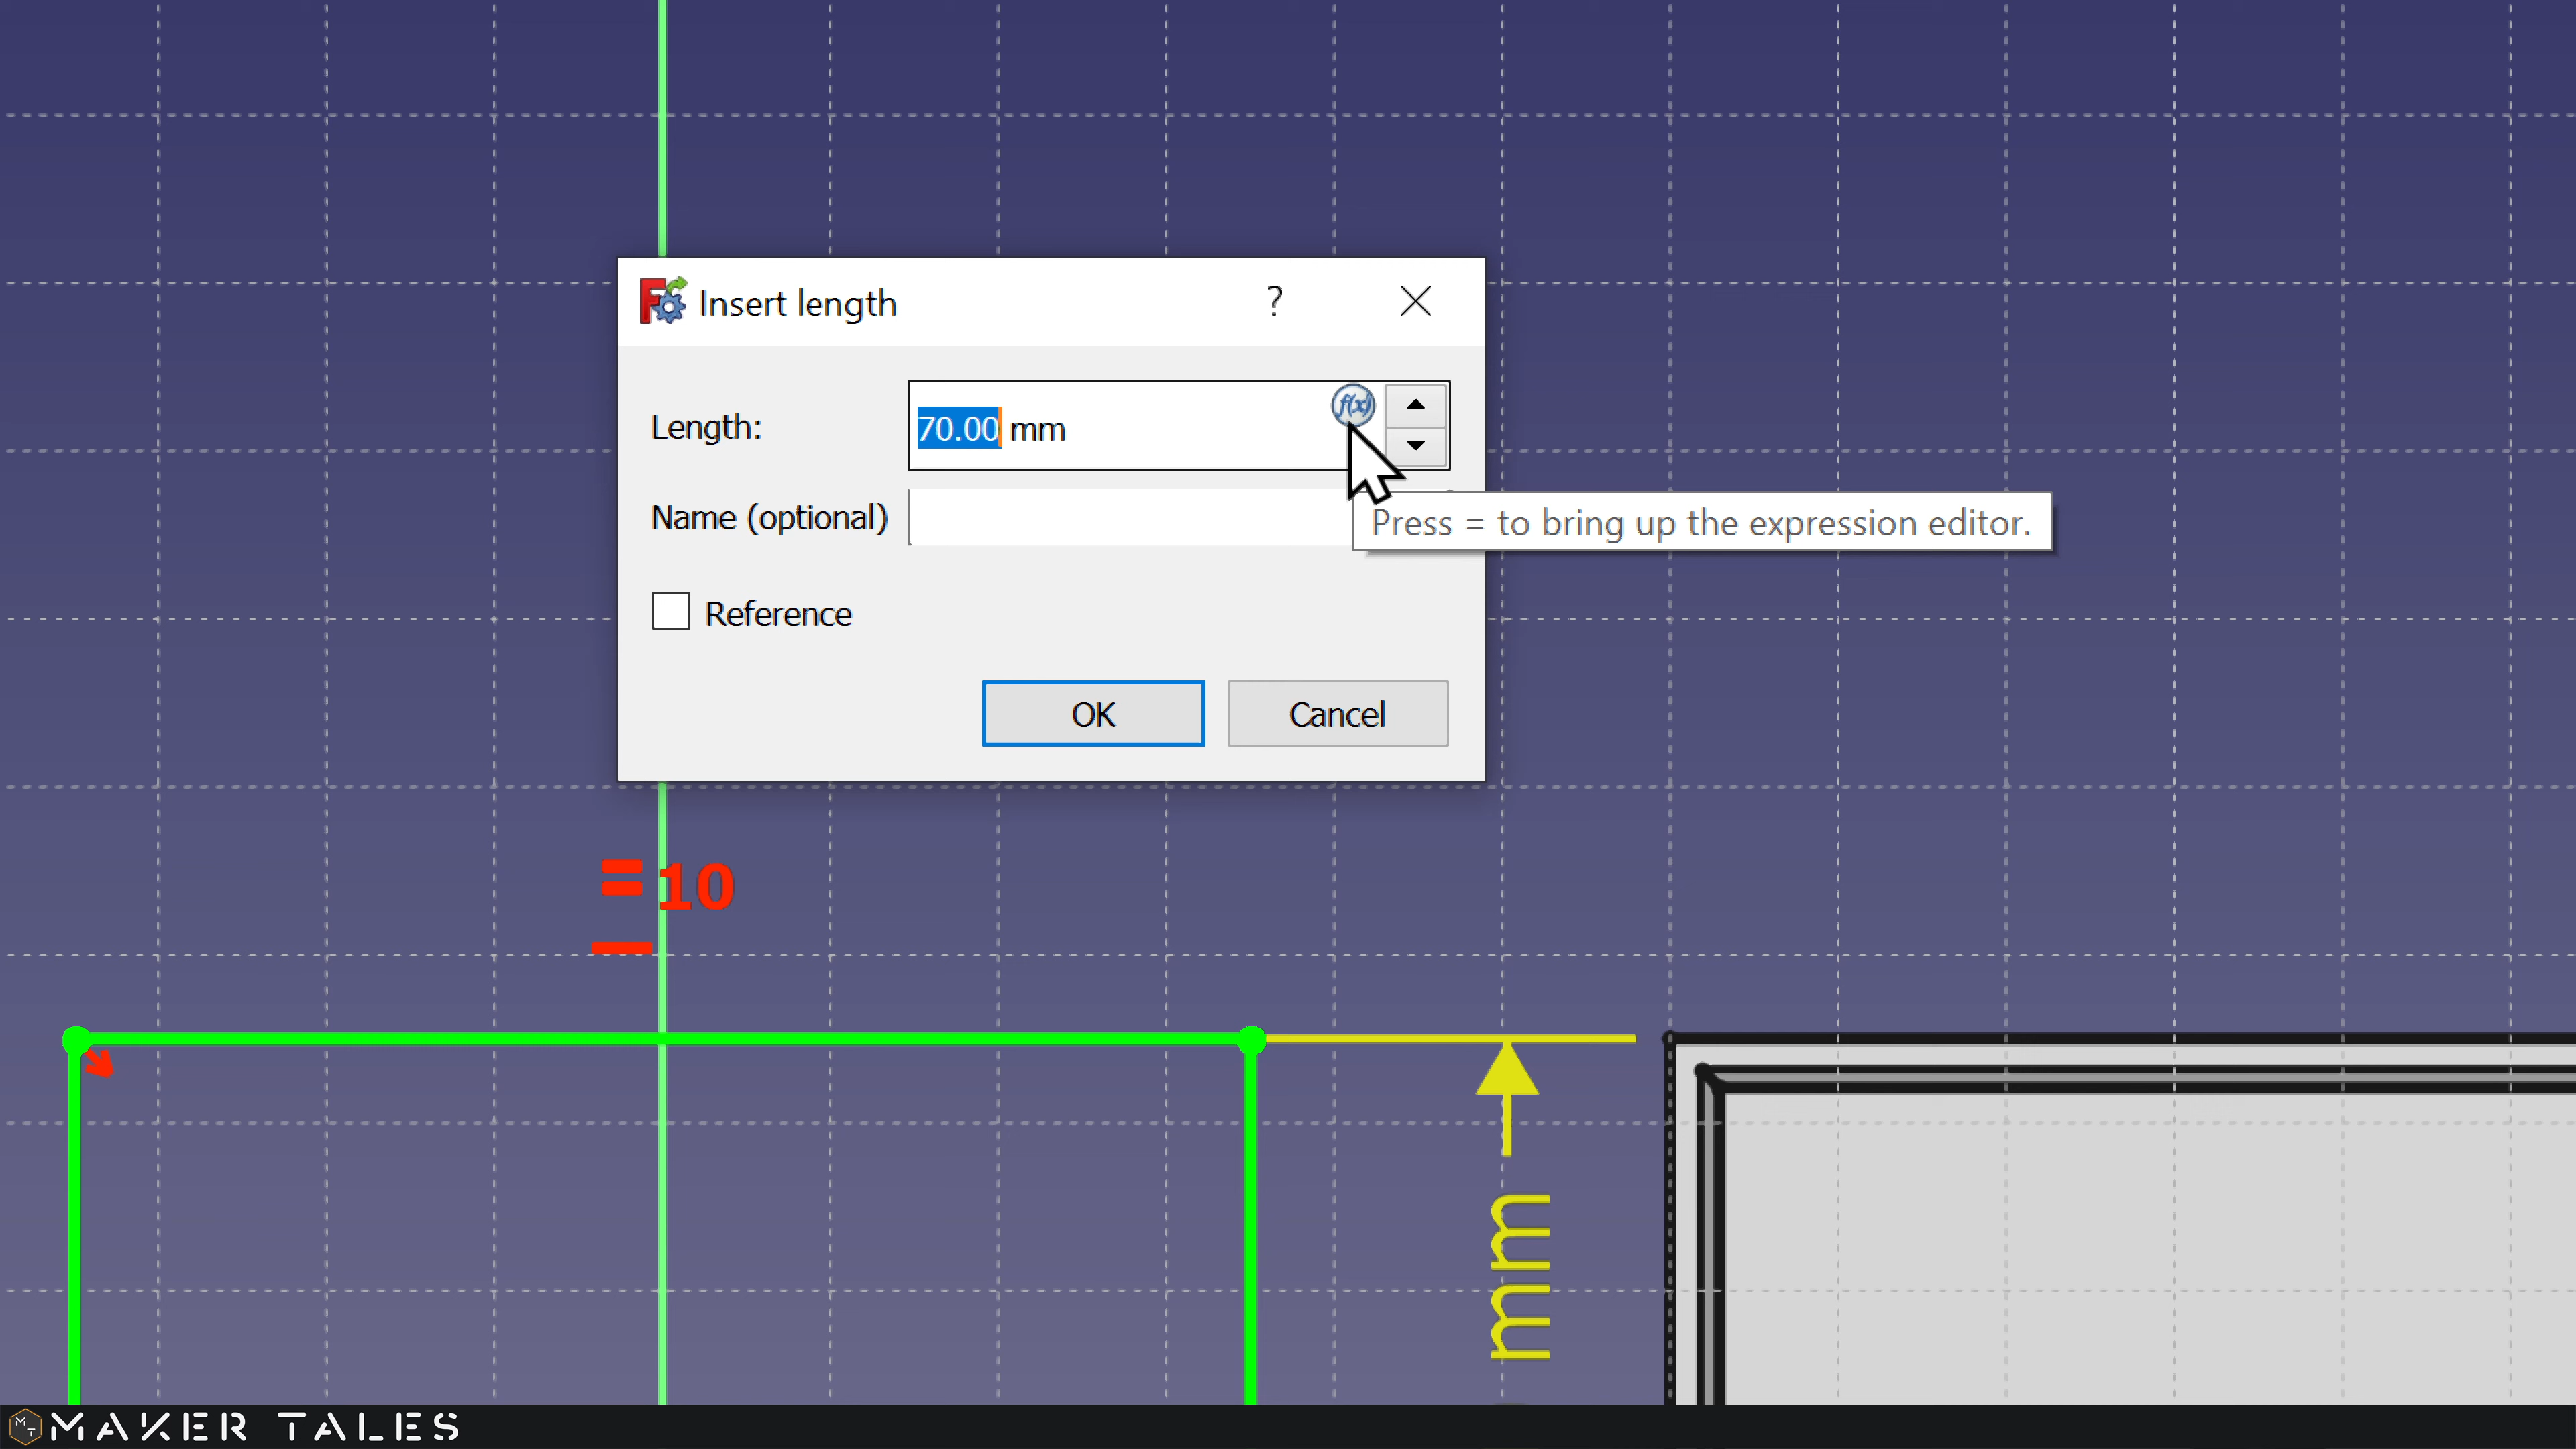 Insert length
?
Length:
70.00 mm
f(x)
Name (optional)
Press = to bring up the expression editor.
Reference
OK
Cancel
= 10
mm
MT MAKER TALES